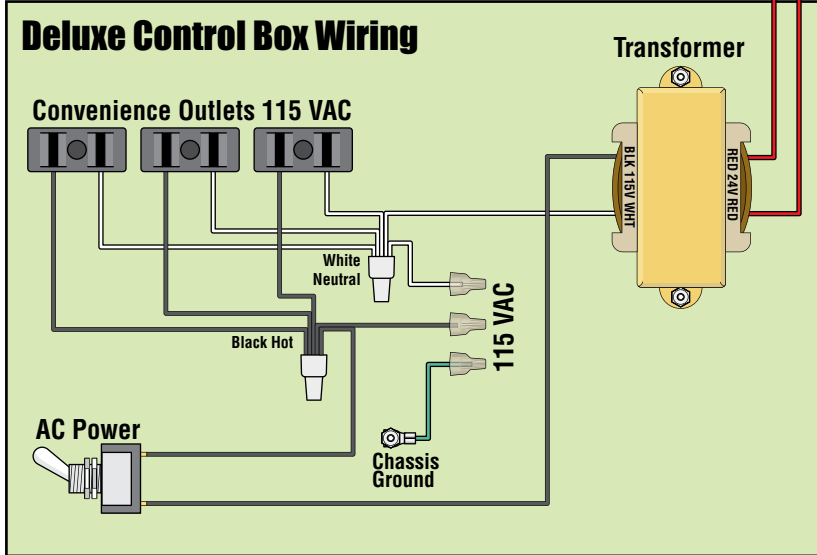 Deluxe Control Box Wiring
Transformer
Convenience Outlets 115 VAC
BLK 115V WHT
RED 24V RED
White
Neutral
115 VAC
Black Hot
AC Power
Chassis
Ground